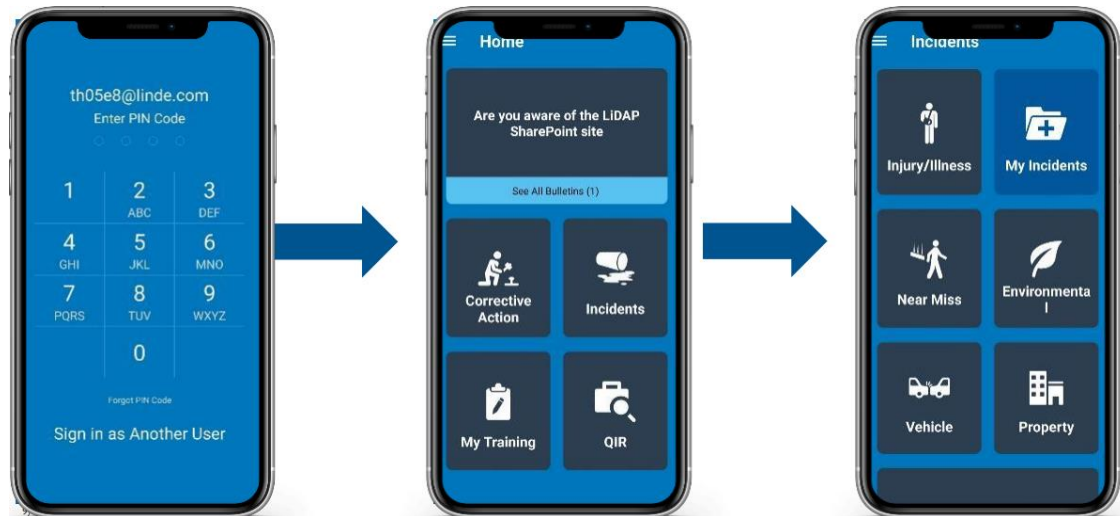 th05e8@linde.com
Enter PIN Code
1
2
3
ABC
DEF
4
5
6
GHI
JKL
MNO
7
8
9
PQRS
TUV
WXYZ
0
Forgot PIN Code
Sign in as Another User
Home
Are you aware of the LiDAP
SharePoint site
See All Bulletins (1)
Corrective
Action
Incidents
My Training
QIR
Incidents
Injury/Illness
My Incidents
Near Miss
Environmenta
l
Vehicle
Property